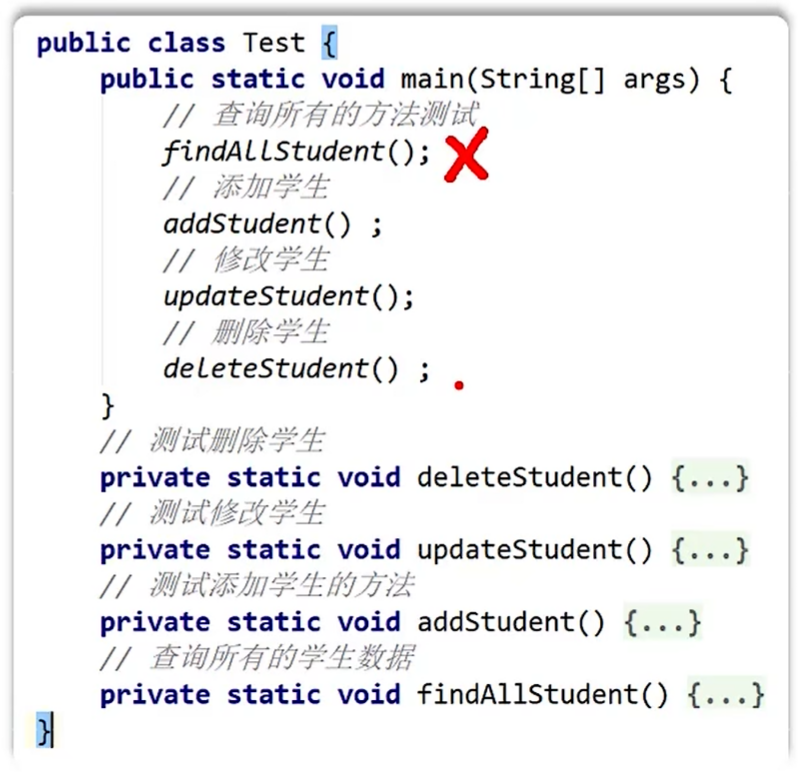 public class Test {
public static void main(String[] args) {
// 查询所有的方法测试
findAllStudent();
// 添加学生
addStudent() ;
// 修改学生
updateStudent();
// 删除学生
deleteStudent() ;
}
// 测试删除学生
private static void deleteStudent() {...}
// 测试修改学生
private static void updateStudent() {...}
// 测试添加学生的方法
private static void addStudent() {...}
// 查询所有的学生数据
private static void findAllStudent() {...}
}